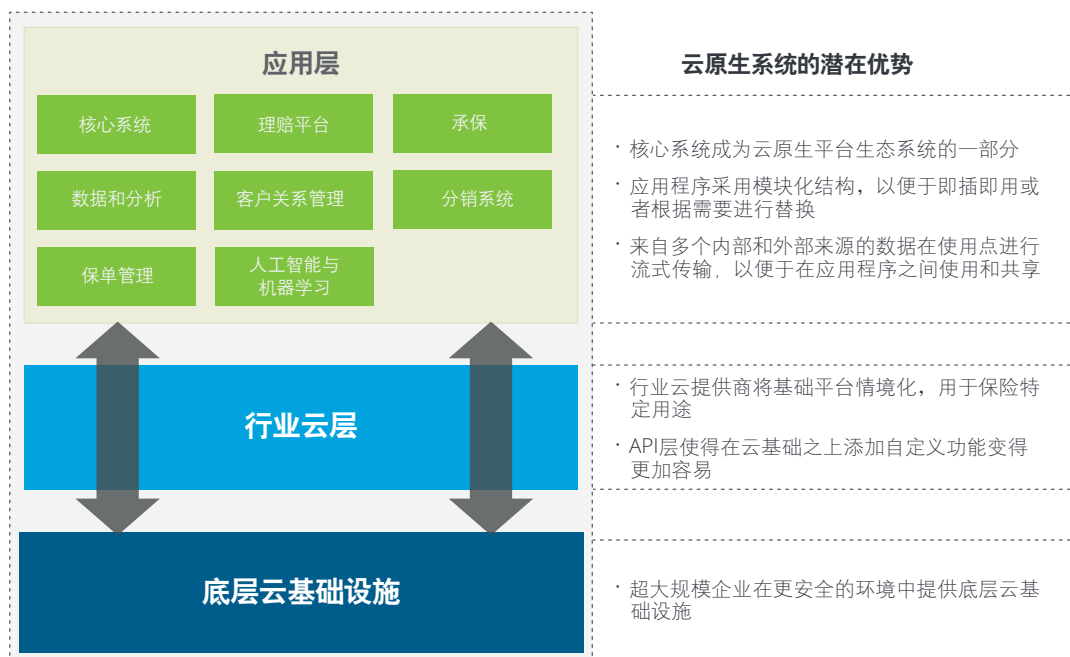 应用层
核心系统
理赔平台
承保
数据和分析
客户关系管理
分销系统
保单管理
人工智能与
机器学习
行业云层
底层云基础设施
云原生系统的潜在优势
· 核心系统成为云原生平台生态系统的一部分
· 应用程序采用模块化结构，以便于即插即用或
者根据需要进行替换
· 来自多个内部和外部来源的数据在使用点进行
流式传输，以便于在应用程序之间使用和共享
· 行业云提供商将基础平台情境化，用于保险特
定用途
· API层使得在云基础之上添加自定义功能变得
更加容易
· 超大规模企业在更安全的环境中提供底层云基
础设施